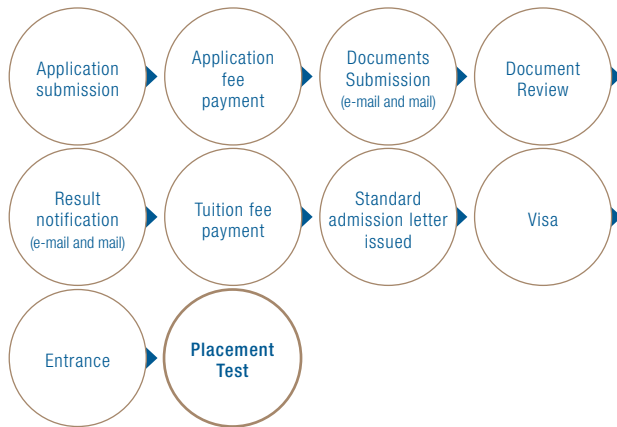 Application
submission
Application
fee
payment
Documents
Submission
(e-mail and mail)
Document
Review
Result
notification
(e-mail and mail)
Tuition fee
payment
Standard
admission letter
issued
Visa
Entrance
Placement
Test